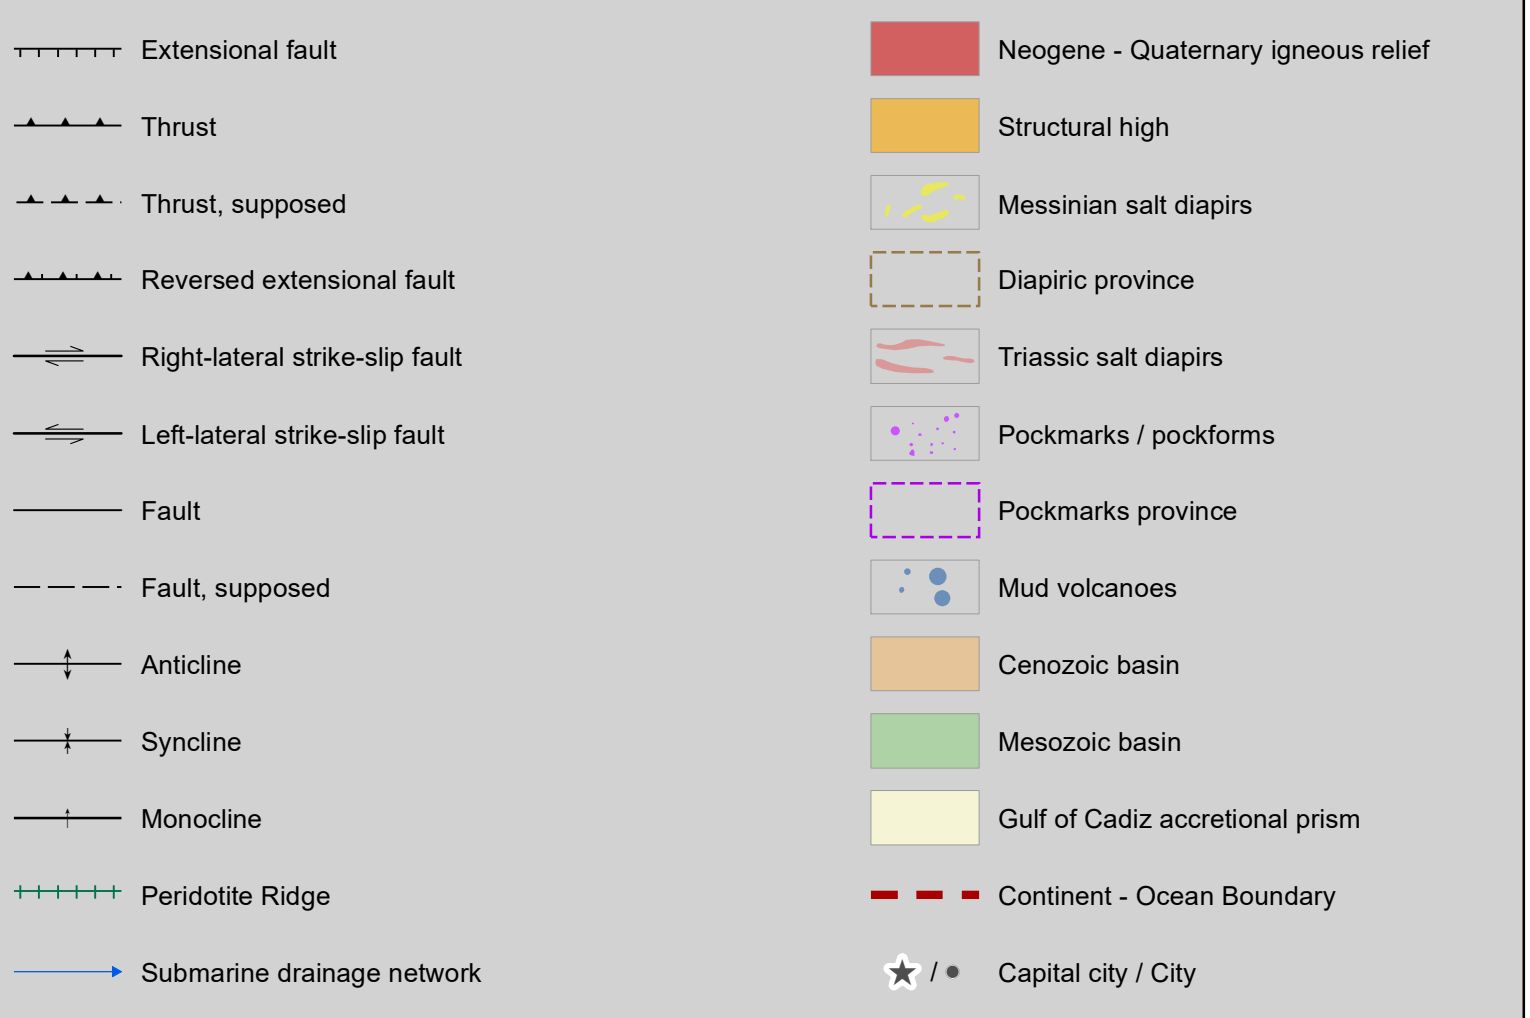 Extensional fault
Thrust
Thrust, supposed
Reversed extensional fault
Right-lateral strike-slip fault
Left-lateral strike-slip fault
Fault
Fault, supposed
Anticline
Syncline
Monocline
Peridotite Ridge
Submarine drainage network
Neogene - Quaternary igneous relief
Structural high
Messinian salt diapirs
Diapiric province
Triassic salt diapirs
Pockmarks / pockforms
Pockmarks province
Mud volcanoes
Cenozoic basin
Mesozoic basin
Gulf of Cadiz accretional prism
Continent - Ocean Boundary
/ Capital city / City